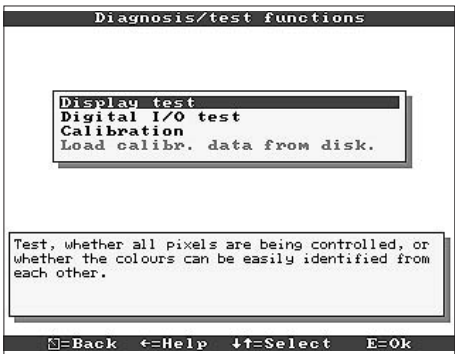 Diagnosis/test functions
Display test
Digital I/O test
Calibration
Load calibr. data from disk.
Test, whether all pixels are being controlled, or
whether the colours can be easily identified from
each other.
=Back ←=Help ↓↑=Select E=Ok